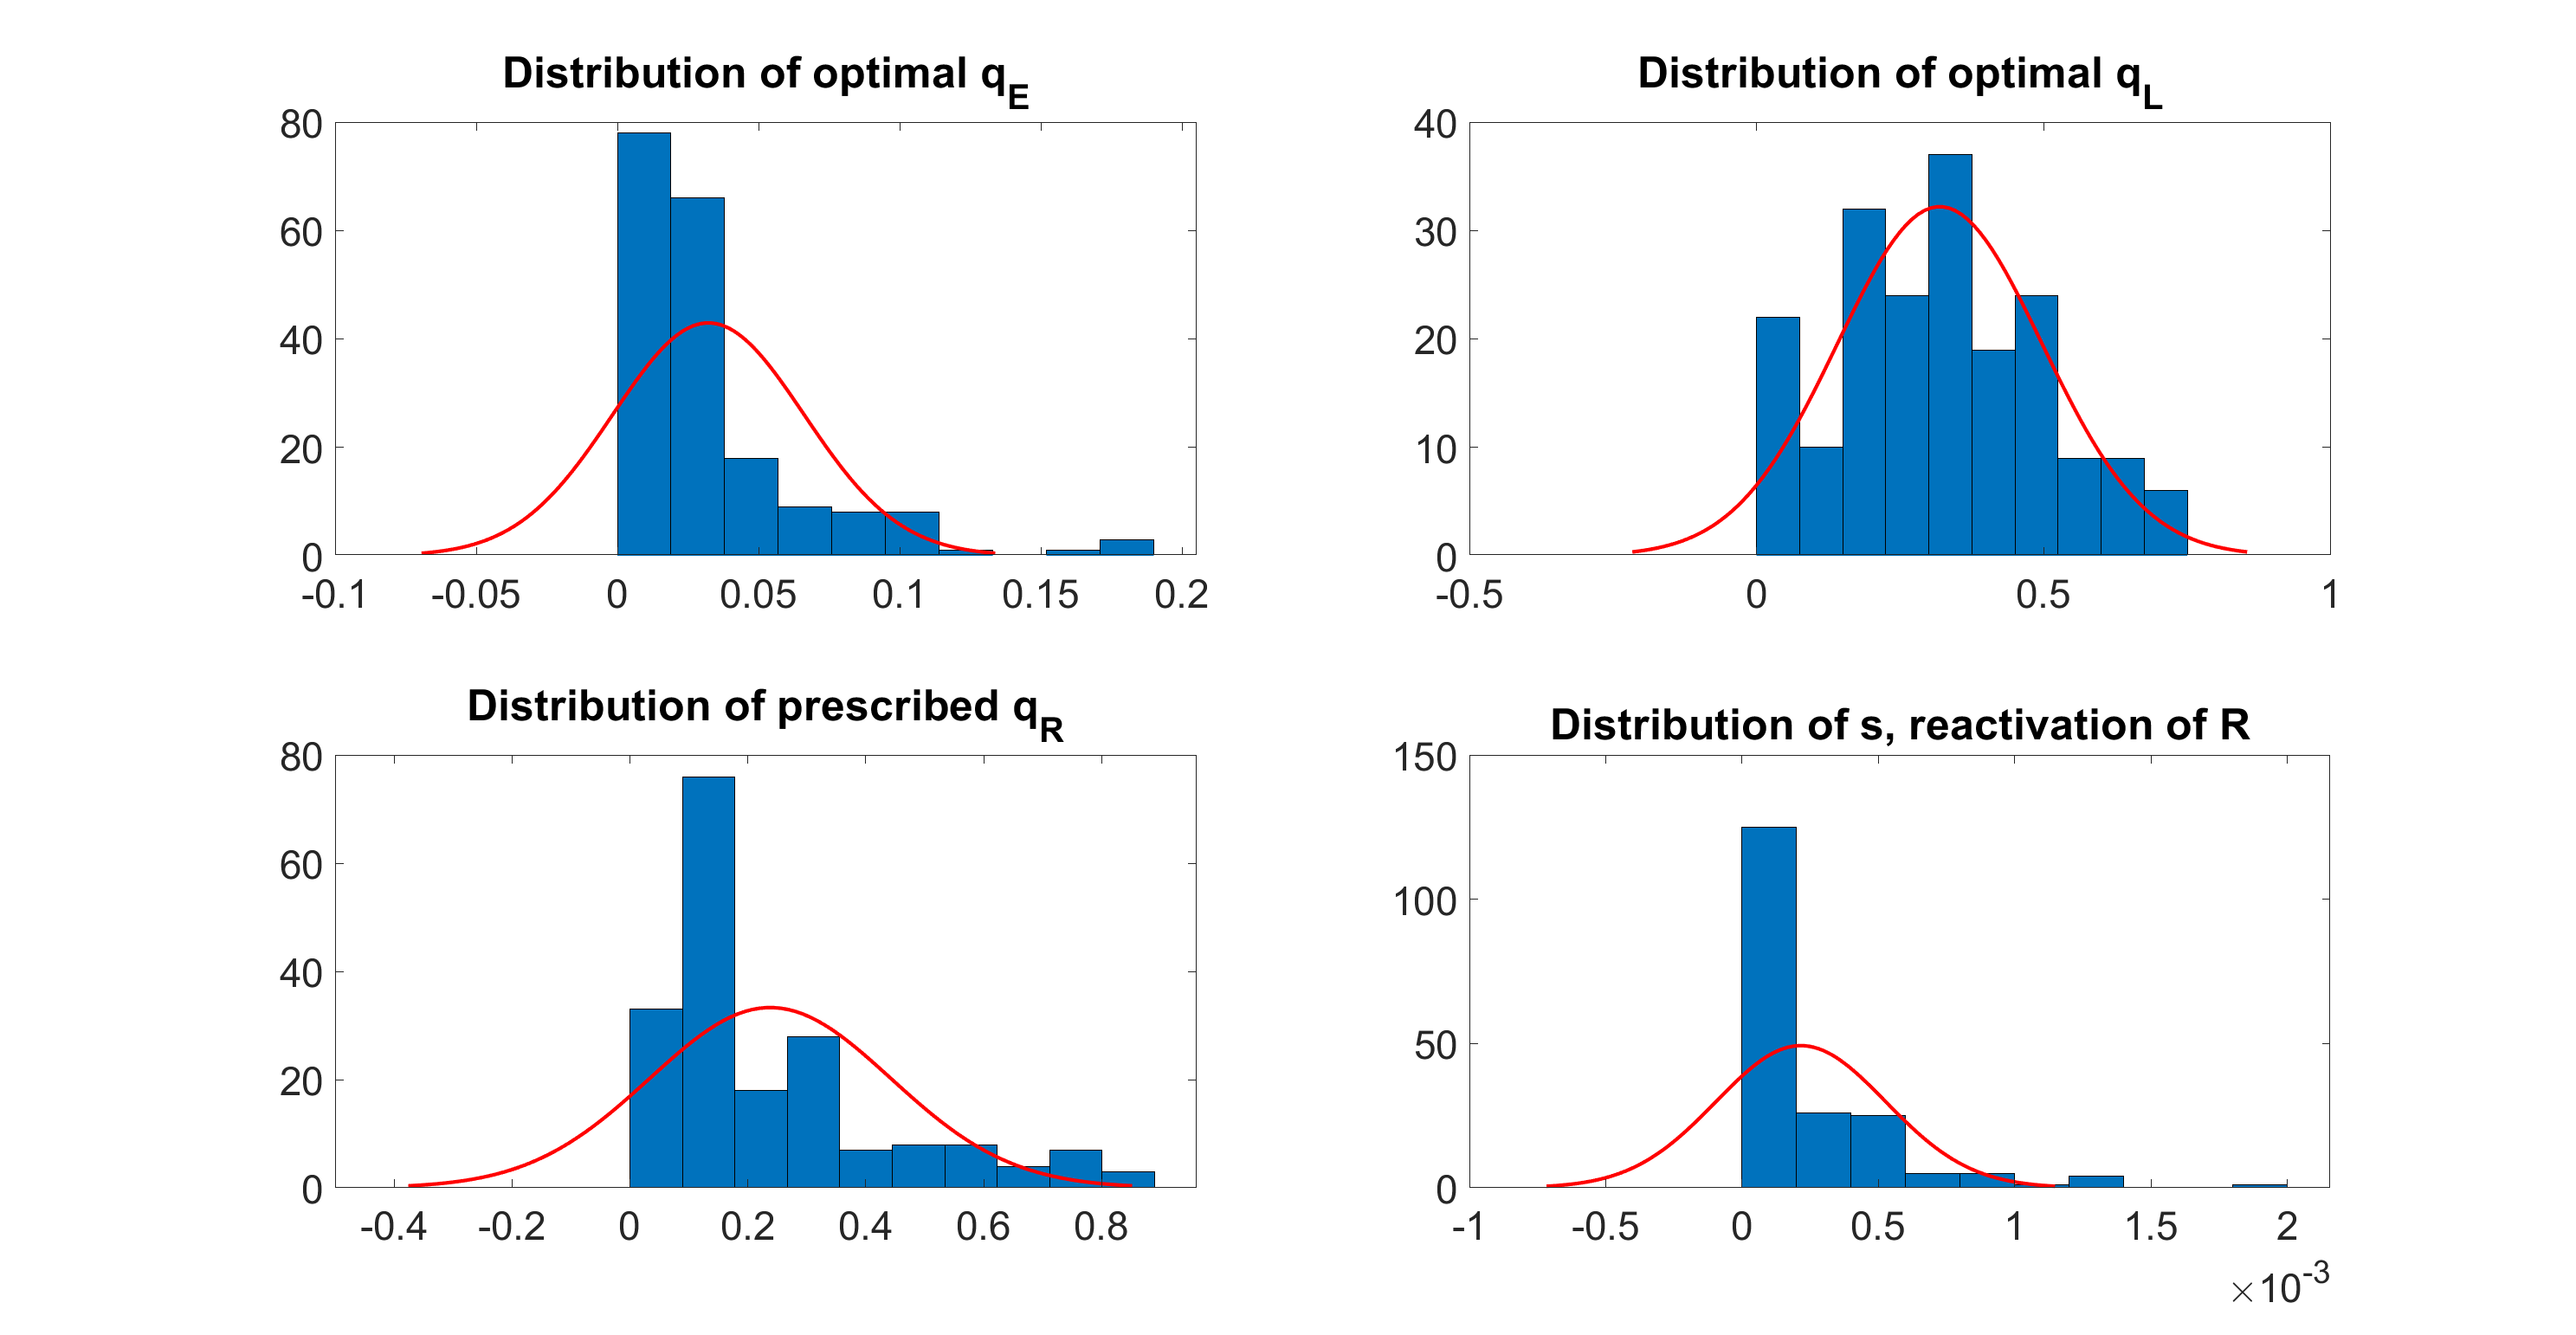 Distribution of optimal q_E
80
60
40
20
0
-0.1 -0.05 0 0.05 0.1 0.15 0.2
Distribution of optimal q_L
40
30
20
10
0
-0.5 0 0.5 1
Distribution of prescribed q_R
80
60
40
20
0
-0.4 -0.2 0 0.2 0.4 0.6 0.8
Distribution of s, reactivation of R
150
100
50
0
-1 -0.5 0 0.5 1 1.5 2
×10^-3